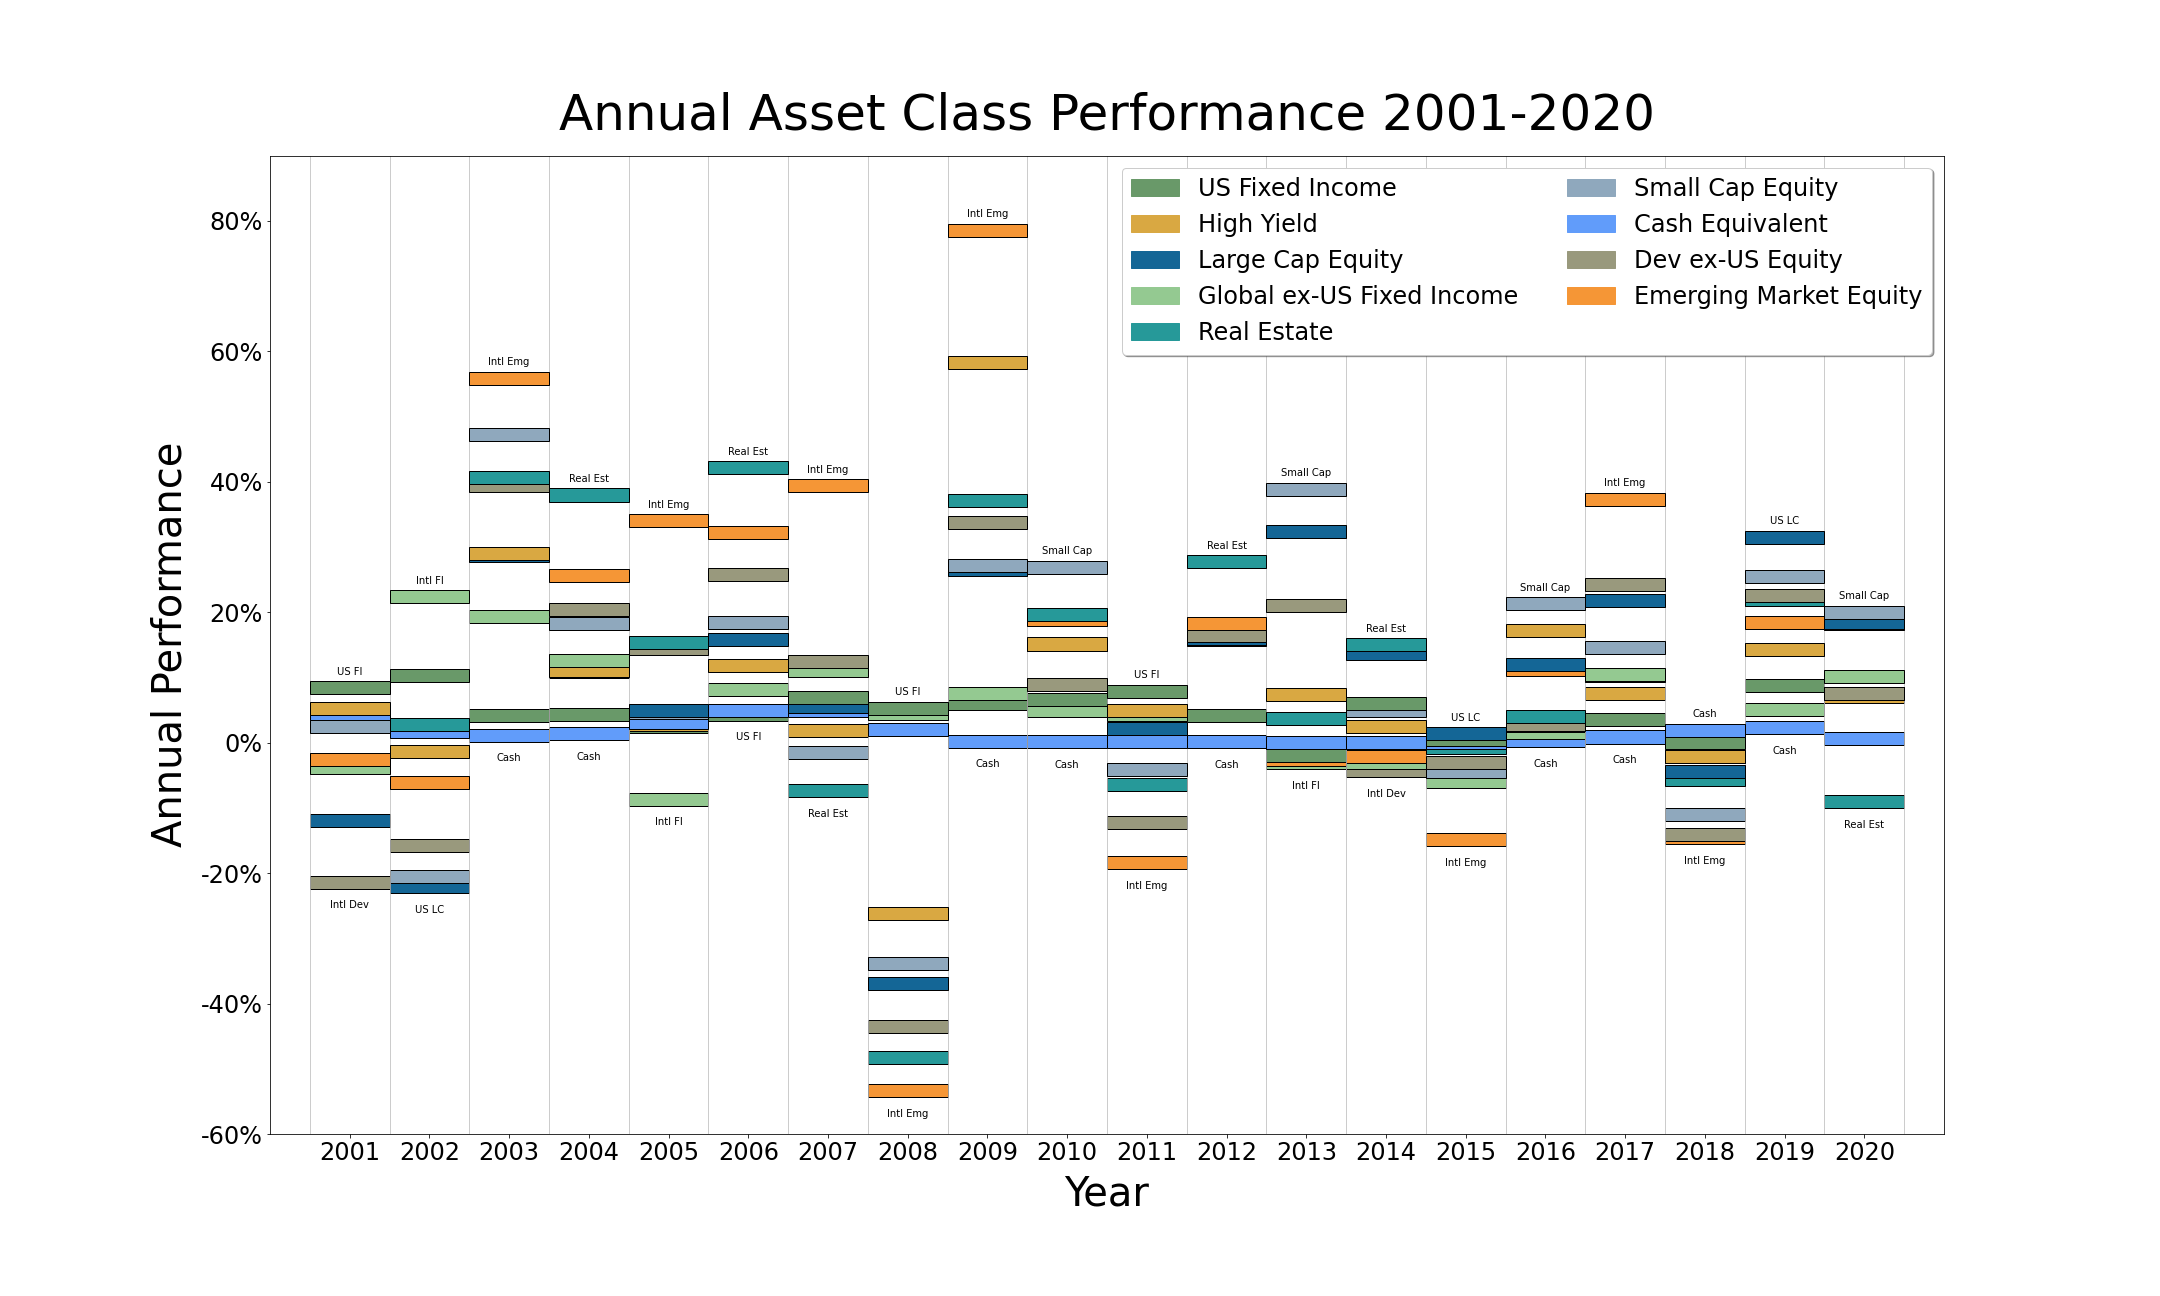 Annual Asset Class Performance 2001-2020
US Fixed Income
High Yield
Large Cap Equity
Global ex-US Fixed Income
Real Estate
Small Cap Equity
Cash Equivalent
Dev ex-US Equity
Emerging Market Equity
Annual Performance
80%
60%
40%
20%
0%
-20%
-40%
-60%
US FI
Intl Dev
Intl FI
US LC
Intl Emg
Cash
Real Est
Cash
Intl Emg
Intl FI
Real Est
US FI
Intl Emg
Real Est
US FI
Intl Emg
Intl Emg
Cash
Small Cap
Cash
US FI
Intl Emg
Real Est
Cash
Small Cap
Intl FI
Real Est
Intl Dev
US LC
Intl Emg
Small Cap
Cash
Intl Emg
Cash
Cash
Intl Emg
US LC
Cash
Small Cap
Real Est
2001 2002 2003 2004 2005 2006 2007 2008 2009 2010 2011 2012 2013 2014 2015 2016 2017 2018 2019 2020
Year